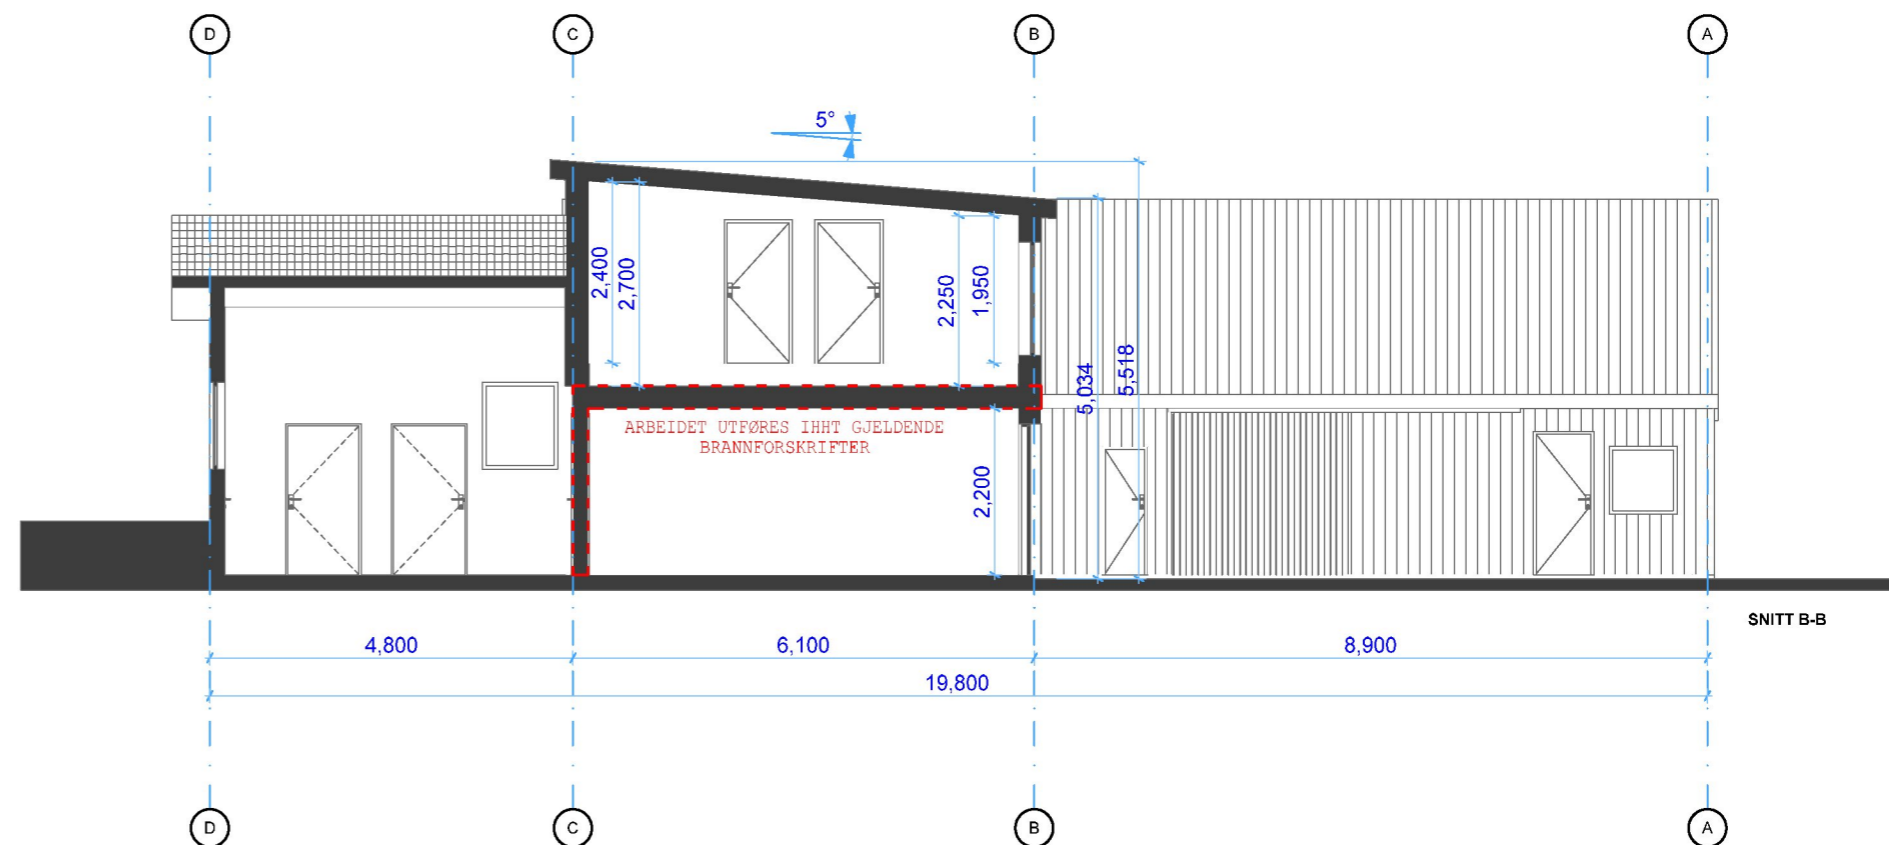 D
C
B
A
5°
2,400
2,700
2,250
1,950
5,034
5,518
ARBEIDET UTFØRES IHHT GJELDENDE
BRANNFORSKRIFTER
2,200
SNITT B-B
4,800
6,100
8,900
19,800
D
C
B
A